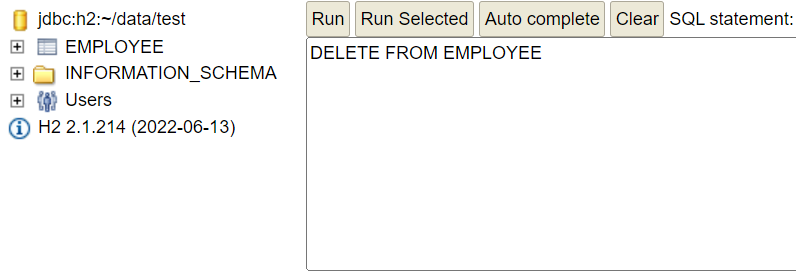 jdbc:h2:~/data/test
EMPLOYEE
INFORMATION_SCHEMA
Users
H2 2.1.214 (2022-06-13)
Run Run Selected Auto complete Clear SQL statement:
DELETE FROM EMPLOYEE